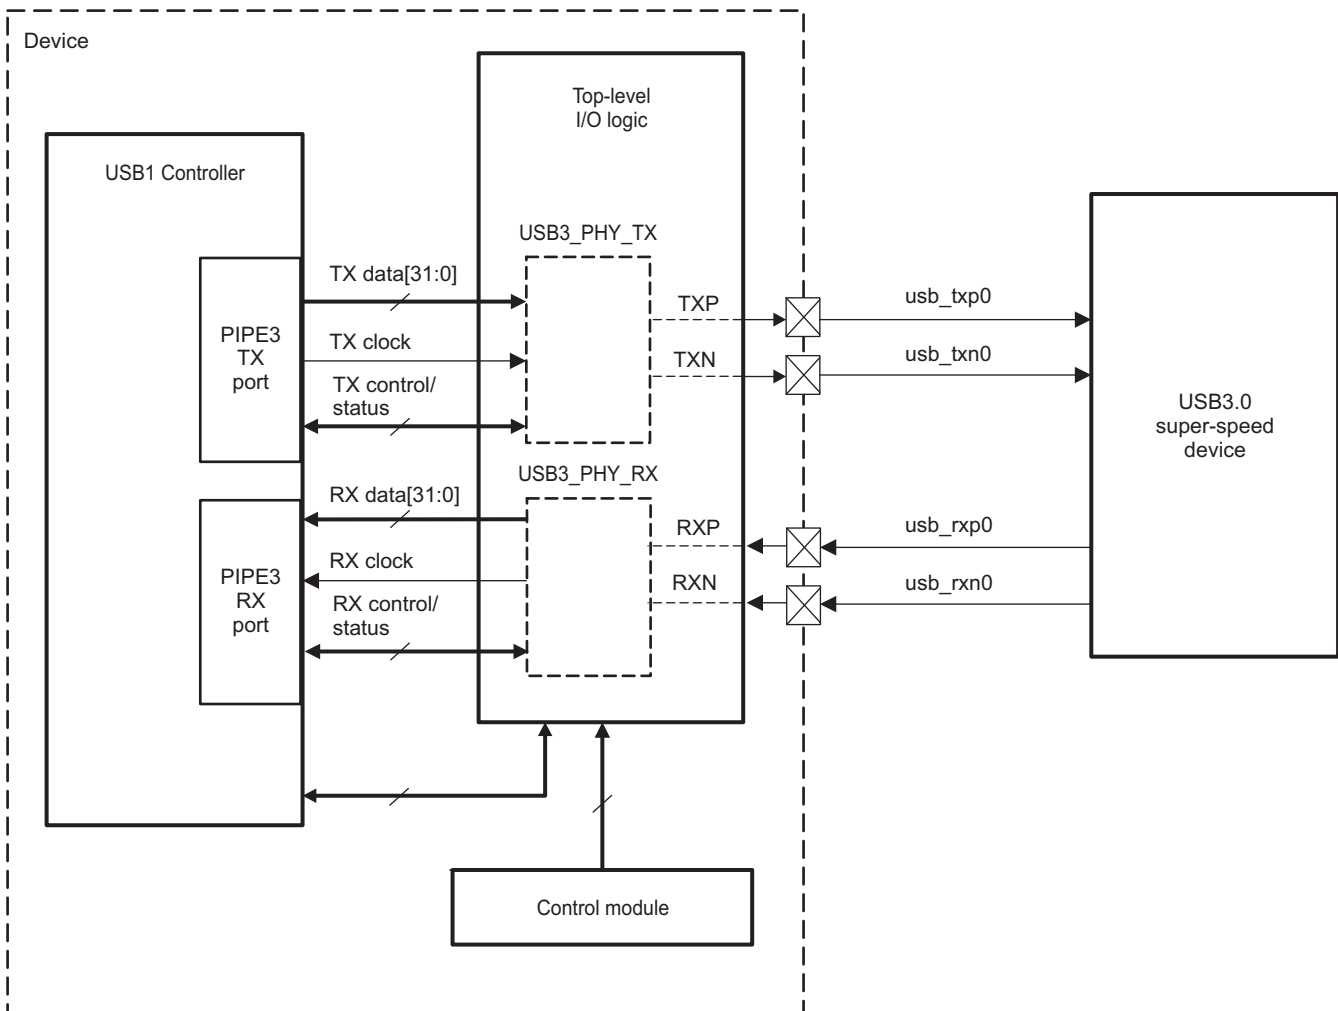 Device
Top-level
I/O logic
USB1 Controller
USB3_PHY_TX
TX data[31:0]
TXP
usb_txp0
PIPE3
TX
port
TX clock
TXN
usb_txn0
TX control/
status
USB3.0
super-speed
device
USB3_PHY_RX
RX data[31:0]
RXP
usb_rxp0
PIPE3
RX
port
RX clock
RXN
usb_rxn0
RX control/
status
Control module